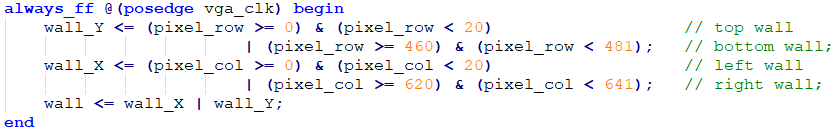 always_ff @(posedge vga_clk) begin
    wall_Y <= (pixel_row >= 0) & (pixel_row < 20)                   // top wall
                        | (pixel_row >= 460) & (pixel_row < 481);   // bottom wall;
    wall_X <= (pixel_col >= 0) & (pixel_col < 20)                   // left wall
                        | (pixel_col >= 620) & (pixel_col < 641);   // right wall;
    wall <= wall_X | wall_Y;
end